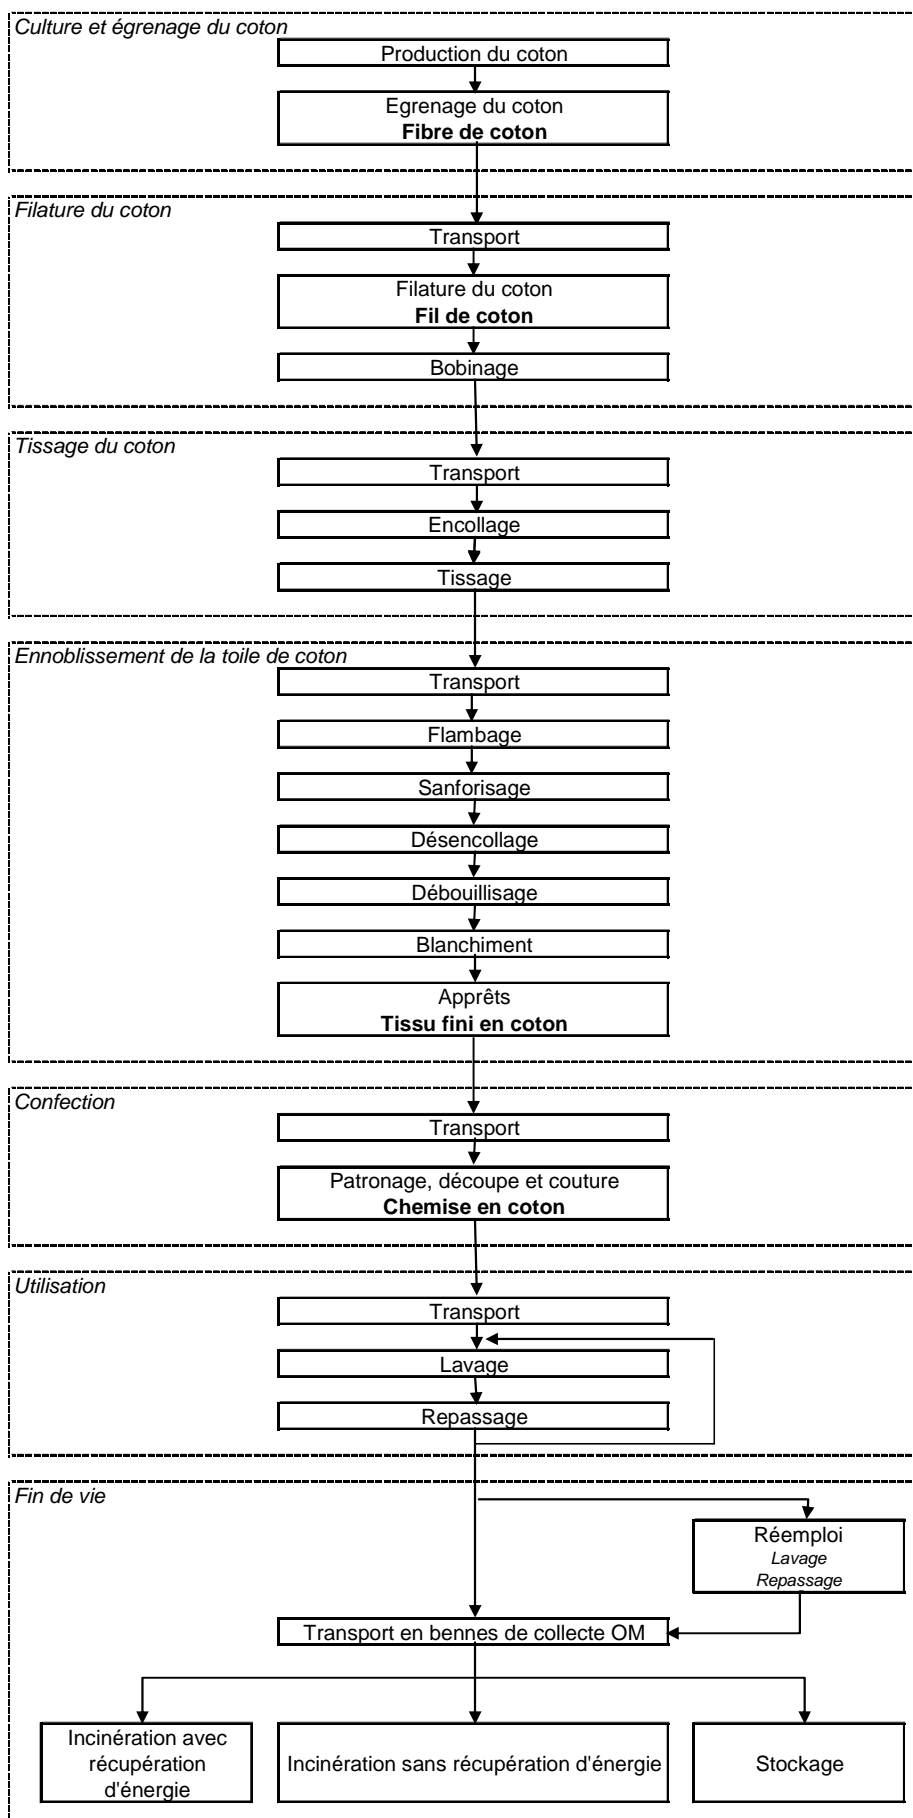 Culture et égrenage du coton
Production du coton
Egrenage du coton
Fibre de coton
Filature du coton
Transport
Filature du coton
Fil de coton
Bobinage
Tissage du coton
Transport
Encollage
Tissage
Ennoblissement de la toile de coton
Transport
Flambage
Sanforisage
Désencollage
Débouillisage
Blanchiment
Apprêts
Tissu fini en coton
Confection
Transport
Patronage, découpe et couture
Chemise en coton
Utilisation
Transport
Lavage
Repassage
Fin de vie
Réemploi
Lavage
Repassage
Transport en bennes de collecte OM
Incinération avec
récupération
d'énergie
Incinération sans récupération d'énergie
Stockage